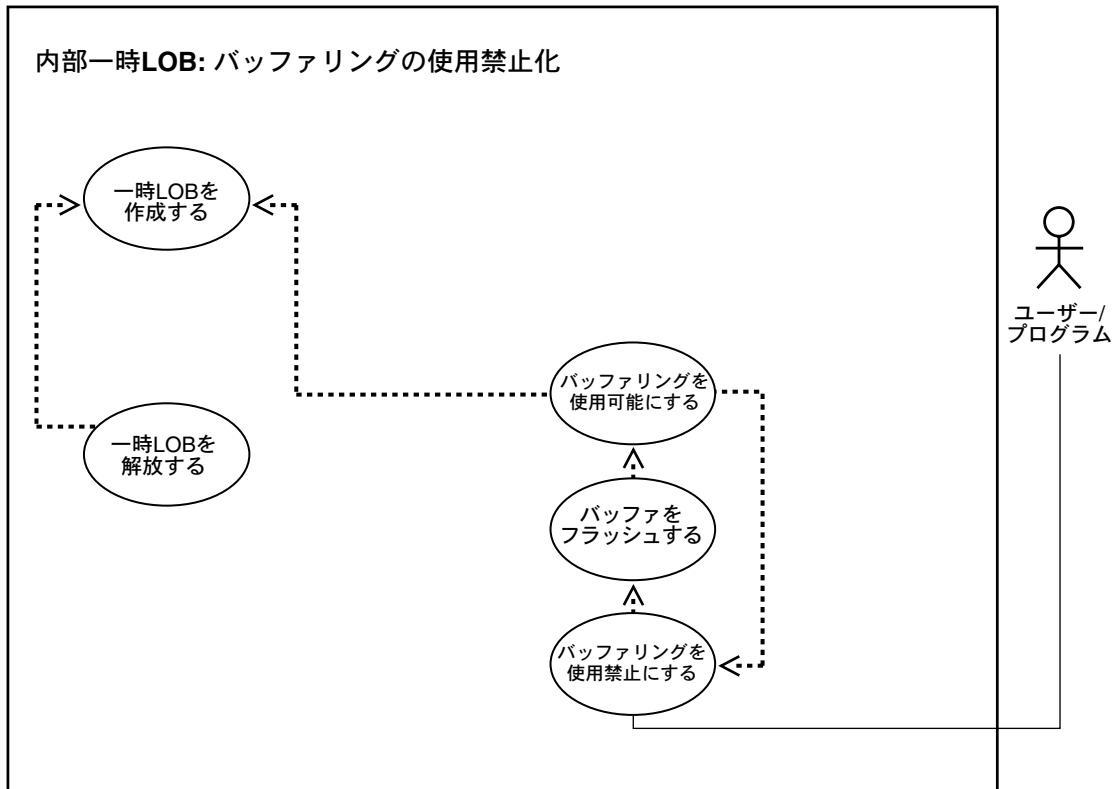 内部一時LOB: バッファリングの使用禁止化
一時LOBを
作成する
ユーザー/
プログラム
バッファリングを
使用可能にする
一時LOBを
解放する
バッファを
フラッシュする
バッファリングを
使用禁止にする